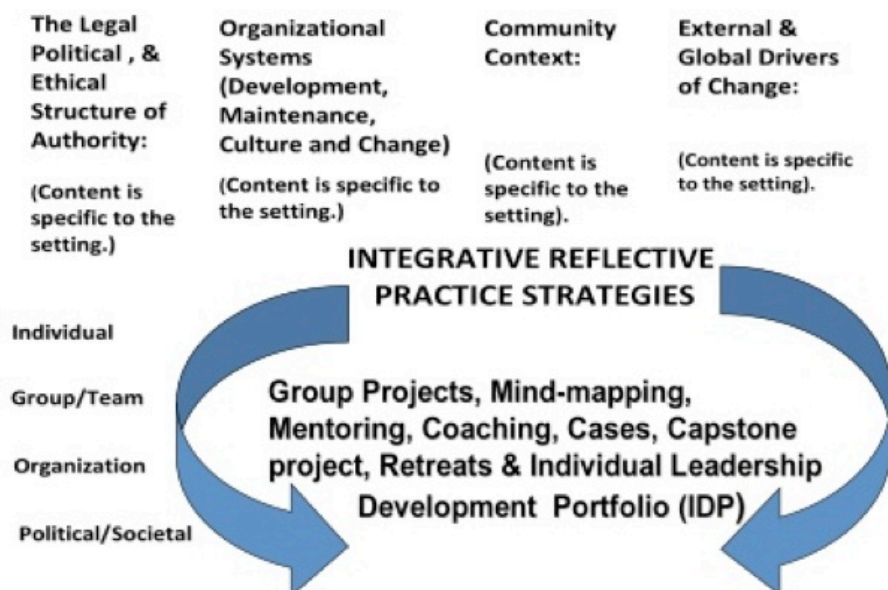 The Legal
Political , &
Ethical
Structure of
Authority:
(Content is
specific to the
setting.)
Organizational
Systems
(Development,
Maintenance,
Culture and Change)
(Content is specific to
the setting.)
Community
Context:
(Content is
specific to the
setting).
External &
Global Drivers
of Change:
(Content is specific
to the setting).
INTEGRATIVE REFLECTIVE
PRACTICE STRATEGIES
Individual
Group/Team
Organization
Political/Societal
Group Projects, Mind-mapping,
Mentoring, Coaching, Cases, Capstone
project, Retreats & Individual Leadership
Development Portfolio (IDP)